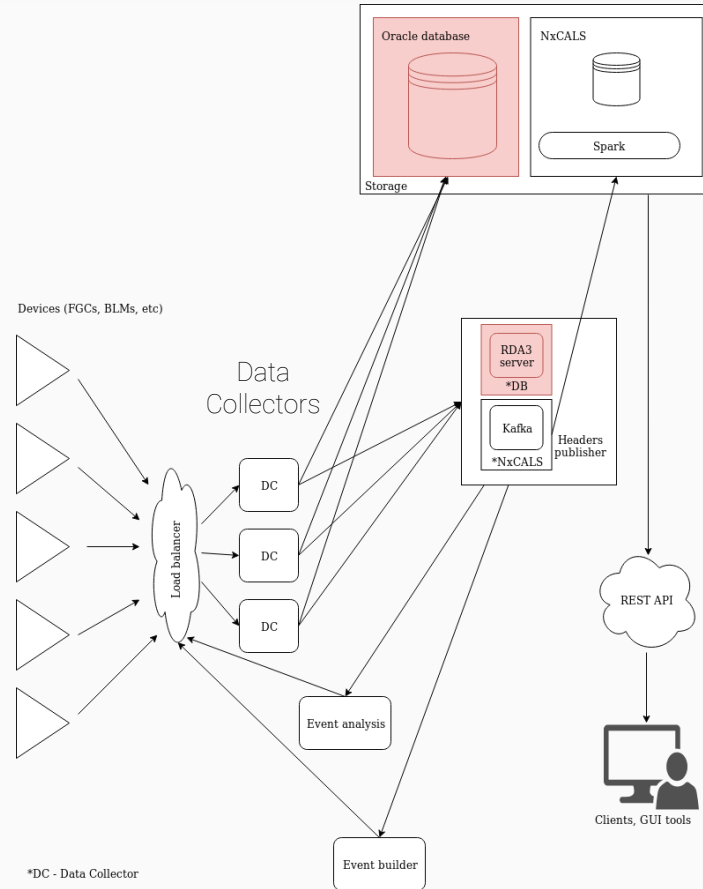 Oracle database
NxCALS
Spark
Storage
Devices (FGCs, BLMs, etc)
RDA3
server
*DB
Data
Collectors
Kafka
Headers
publisher
*NxCALS
DC
Load balancer
DC
DC
REST API
Event analysis
Clients, GUI tools
Event builder
*DC - Data Collector